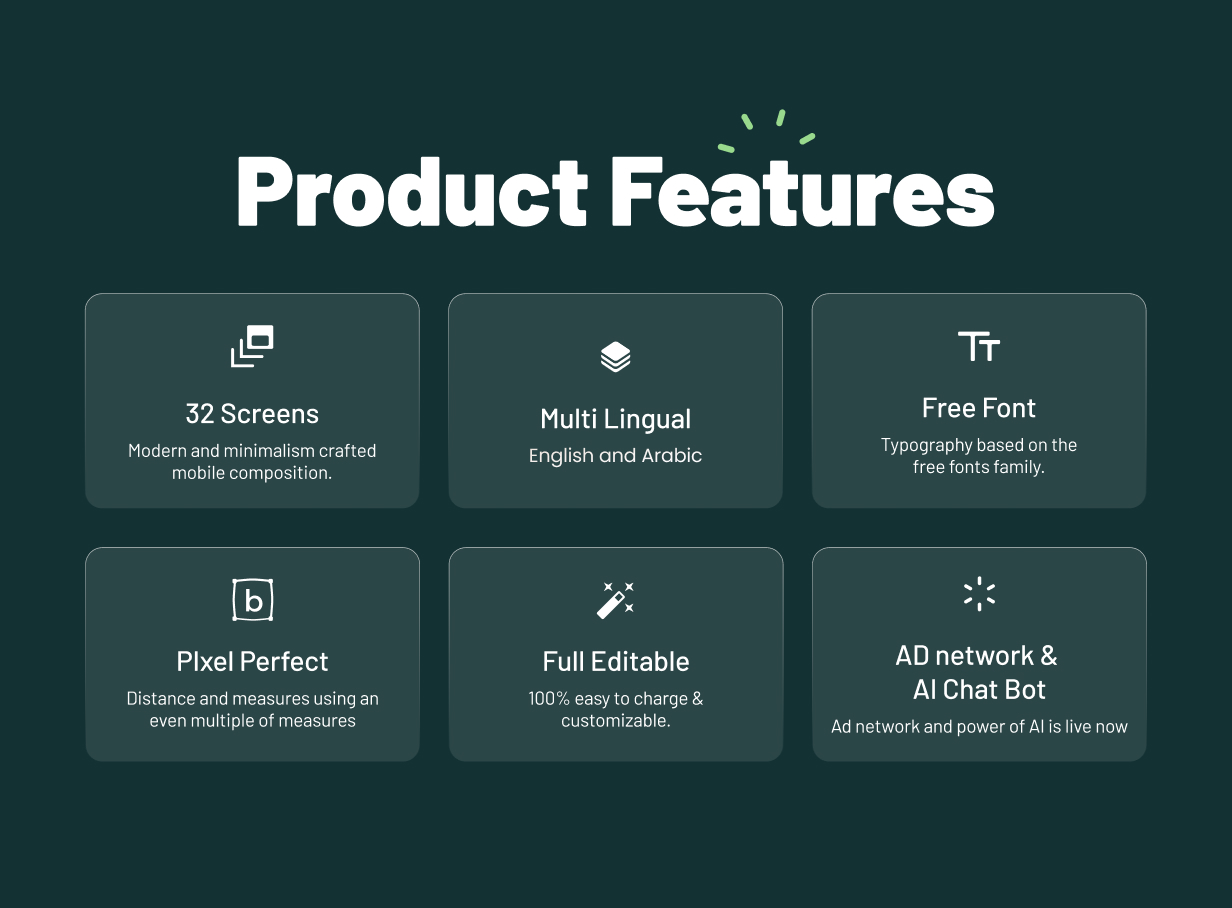 Product Features
32 Screens
Modern and minimalism crafted
mobile composition.
Multi Lingual
English and Arabic
Free Font
Typography based on the
free fonts family.
b
PIxel Perfect
Distance and measures using an
even multiple of measures
Full Editable
100% easy to charge &
customizable.
AD network &
AI Chat Bot
Ad network and power of AI is live now